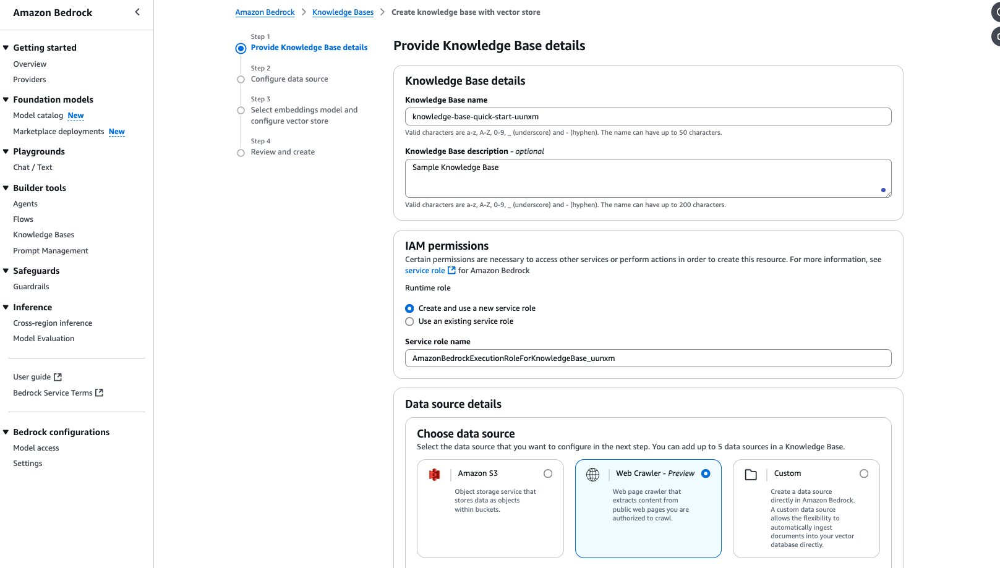 Amazon Bedrock
Getting started
Overview
Providers
Foundation models
Model catalog New
Marketplace deployments New
Playgrounds
Chat / Text
Builder tools
Agents
Flows
Knowledge Bases
Prompt Management
Safeguards
Guardrails
Inference
Cross-region inference
Model Evaluation
User guide
Bedrock Service Terms
Bedrock configurations
Model access
Settings
Amazon Bedrock > Knowledge Bases > Create knowledge base with vector store
Step 1
Provide Knowledge Base details
Step 2
Configure data source
Step 3
Select embeddings model and
configure vector store
Step 4
Review and create
Provide Knowledge Base details
Knowledge Base details
Knowledge Base name
knowledge-base-quick-start-uunxm
Valid characters are a-z, A-Z, 0-9, _ (underscore) and - (hyphen). The name can have up to 50 characters.
Knowledge Base description - optional
Sample Knowledge Base
Valid characters are a-z, A-Z, 0-9, _ (underscore) and - (hyphen). The name can have up to 200 characters.
IAM permissions
Certain permissions are necessary to access other services or perform actions in order to create this resource. For more information, see
service role for Amazon Bedrock
Runtime role
Create and use a new service role
Use an existing service role
Service role name
AmazonBedrockExecutionRoleForKnowledgeBase_uunxm
Data source details
Choose data source
Select the data source that you want to configure in the next step. You can add up to 5 data sources in a Knowledge Base.
Amazon S3
Object storage service that
stores data as objects
within buckets.
Web Crawler - Preview
Web page crawler that
extracts content from
public web pages you are
authorized to crawl.
Custom
Create a data source
directly in Amazon Bedrock.
A custom data source
allows the flexibility to
automatically ingest
documents into your vector
database directly.